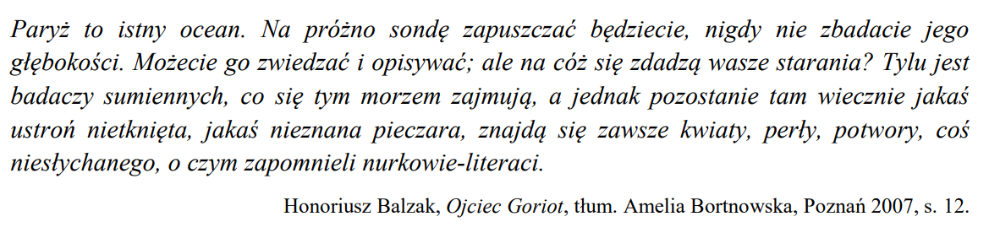 Paryż to istny ocean. Na próżno sondę zapuszczać będziecie, nigdy nie zbadacie jego
głębokości. Możecie go zwiedzać i opisywać; ale na cóż się zdadzą wasze starania? Tylu jest
badaczy sumiennych, co się tym morzem zajmują, a jednak pozostanie tam wiecznie jakaś
ustroń nietknięta, jakaś nieznana pieczara, znajdą się zawsze kwiaty, perły, potwory, coś
niesłychanego, o czym zapomnieli nurkowie-literaci.
Honoriusz Balzak, Ojciec Goriot, tłum. Amelia Bortnowska, Poznań 2007, s. 12.